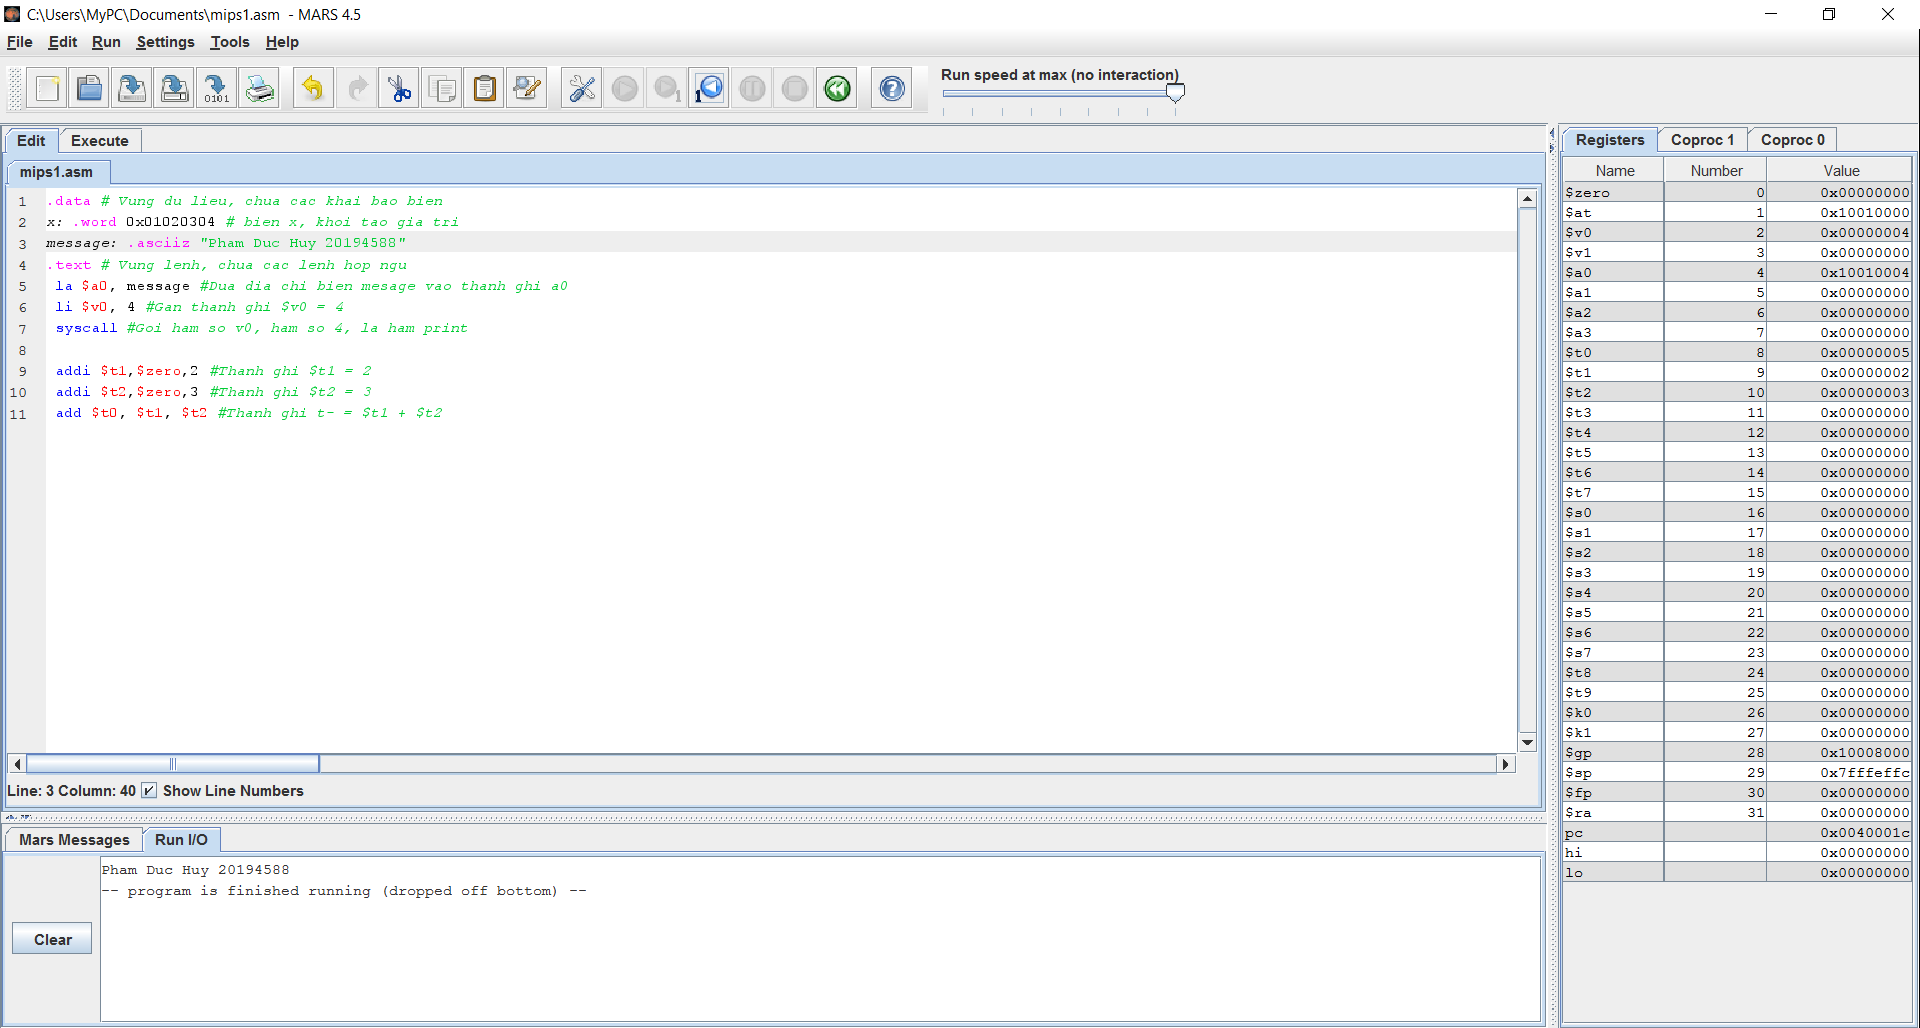 C:\Users\MyPC\Documents\mips1.asm - MARS 4.5
File Edit Run Settings Tools Help
Run speed at max (no interaction)
Edit Execute
mips1.asm
1 .data # Vung du lieu, chua cac khai bao bien
2 x: .word 0x01020304 # bien x, khoi tao gia tri
3 message: .asciiz "Pham Duc Huy 20194588"
4 .text # Vung lenh, chua cac lenh hop ngu
5 la $a0, message #Dua dia chi bien mesage vao thanh ghi a0
6 li $v0, 4 #Gan thanh ghi $v0 = 4
7 syscall #Goi ham so v0, ham so 4, la ham print
8
9 addi $t1,$zero,2 #Thanh ghi $t1 = 2
10 addi $t2,$zero,3 #Thanh ghi $t2 = 3
11 add $t0, $t1, $t2 #Thanh ghi t- = $t1 + $t2
Line: 3 Column: 40 Show Line Numbers
Mars Messages Run I/O
Pham Duc Huy 20194588
-- program is finished running (dropped off bottom) --
Clear
Registers Coproc 1 Coproc 0
Name Number Value
$zero 0 0x00000000
$at 1 0x10010000
$v0 2 0x00000004
$v1 3 0x00000000
$a0 4 0x10010004
$a1 5 0x00000000
$a2 6 0x00000000
$a3 7 0x00000000
$t0 8 0x00000005
$t1 9 0x00000002
$t2 10 0x00000003
$t3 11 0x00000000
$t4 12 0x00000000
$t5 13 0x00000000
$t6 14 0x00000000
$t7 15 0x00000000
$s0 16 0x00000000
$s1 17 0x00000000
$s2 18 0x00000000
$s3 19 0x00000000
$s4 20 0x00000000
$s5 21 0x00000000
$s6 22 0x00000000
$s7 23 0x00000000
$t8 24 0x00000000
$t9 25 0x00000000
$k0 26 0x00000000
$k1 27 0x00000000
$gp 28 0x10008000
$sp 29 0x7fffeffc
$fp 30 0x00000000
$ra 31 0x00000000
pc 0x0040001c
hi 0x00000000
lo 0x00000000